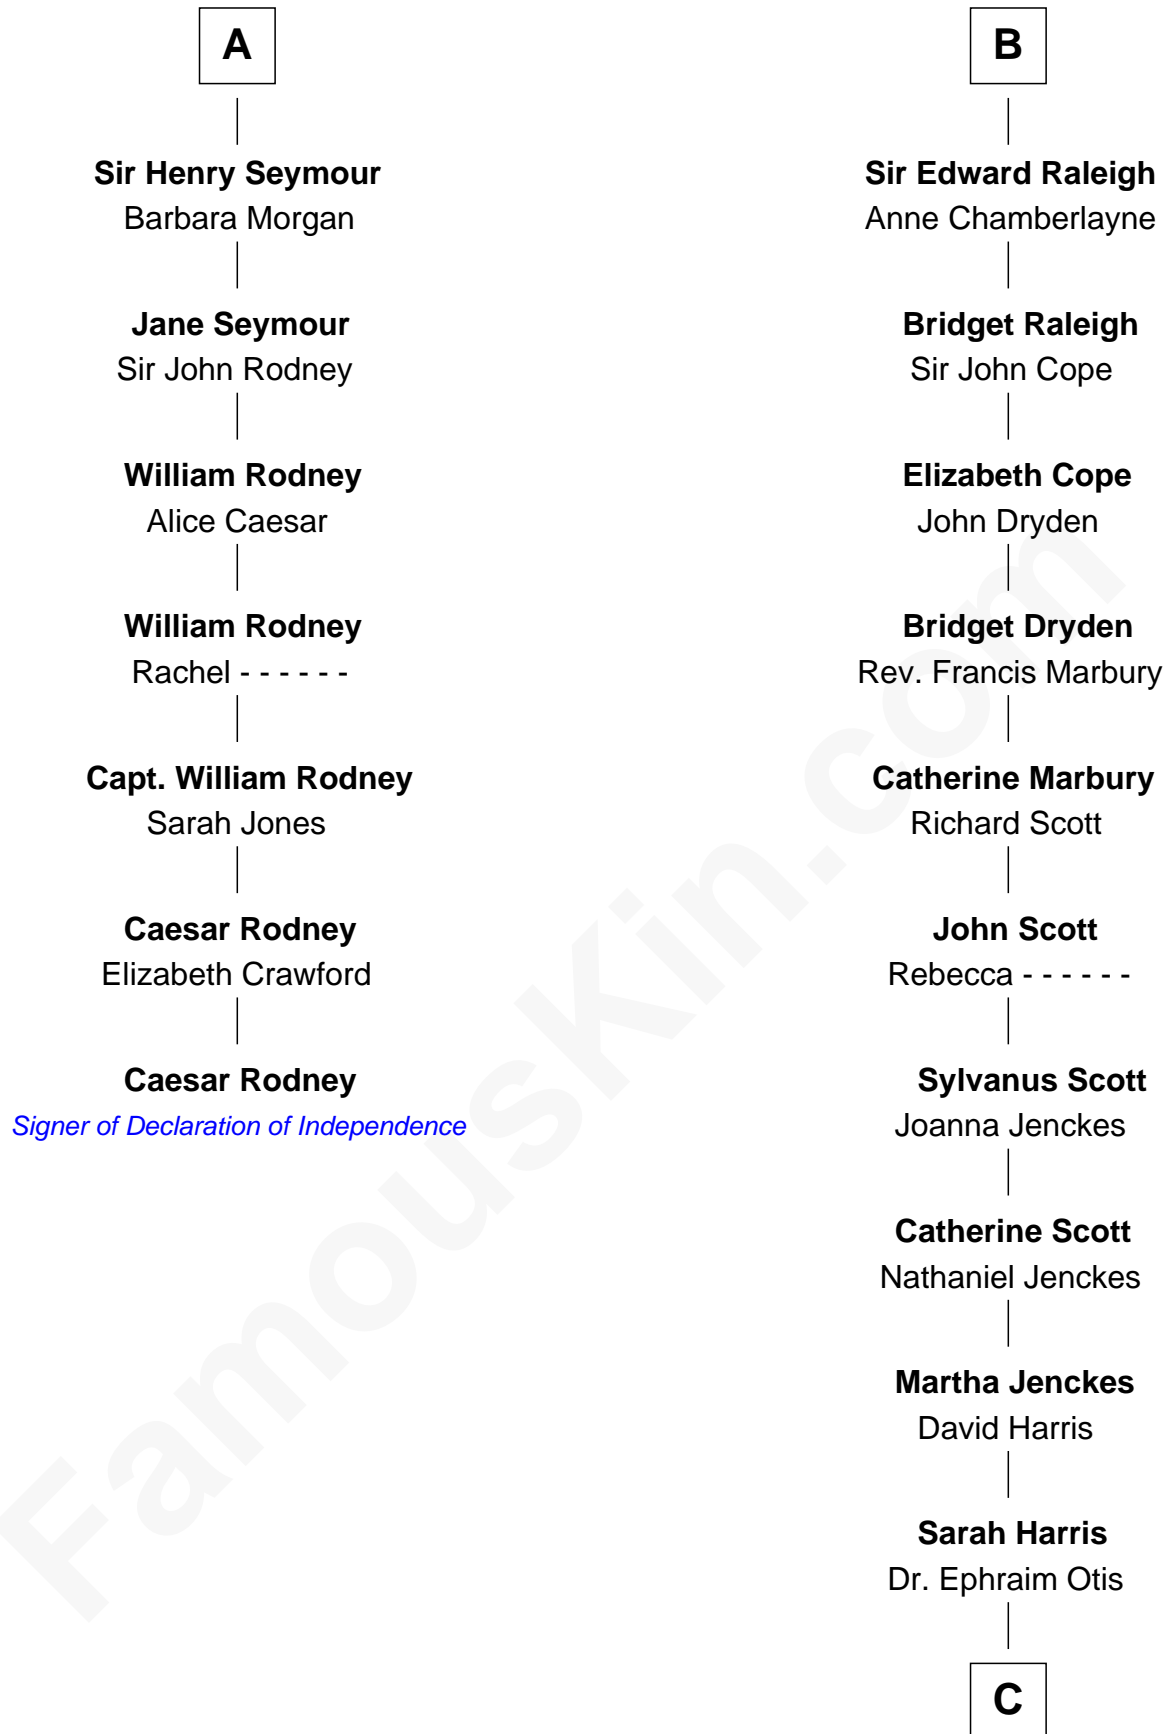 A
Sir Henry Seymour
Barbara Morgan
Jane Seymour
Sir John Rodney
William Rodney
Alice Caesar
William Rodney
Rachel - - - - - -
Capt. William Rodney
Sarah Jones
Caesar Rodney
Elizabeth Crawford
Caesar Rodney
Signer of Declaration of Independence
B
Sir Edward Raleigh
Anne Chamberlayne
Bridget Raleigh
Sir John Cope
Elizabeth Cope
John Dryden
Bridget Dryden
Rev. Francis Marbury
Catherine Marbury
Richard Scott
John Scott
Rebecca - - - - - -
Sylvanus Scott
Joanna Jenckes
Catherine Scott
Nathaniel Jenckes
Martha Jenckes
David Harris
Sarah Harris
Dr. Ephraim Otis
C
FamousKin.com